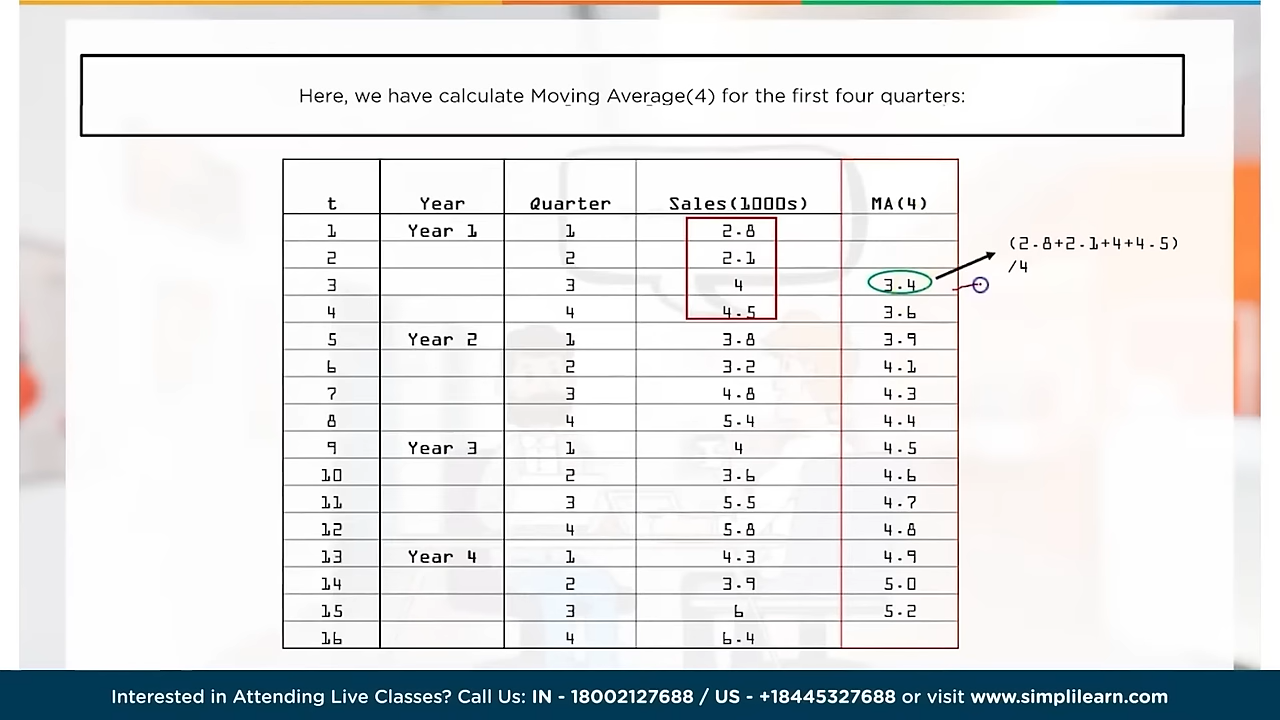 Here, we have calculate Moving Average(4) for the first four quarters:
t Year Quarter Sales(1000s) MA(4)
1 Year 1 1 2.8
2 2 2.1
3 3 4 3.4
4 4 4.5 3.6
5 Year 2 1 3.8 3.9
6 2 3.2 4.1
7 3 4.8 4.3
8 4 5.4 4.4
9 Year 3 1 4 4.5
10 2 3.6 4.6
11 3 5.5 4.7
12 4 5.8 4.8
13 Year 4 1 4.3 4.9
14 2 3.9 5.0
15 3 6 5.2
16 4 6.4
(2.8+2.1+4+4.5)
/4
Interested in Attending Live Classes? Call Us: IN - 18002127688 / US - +18445327688 or visit www.simplilearn.com